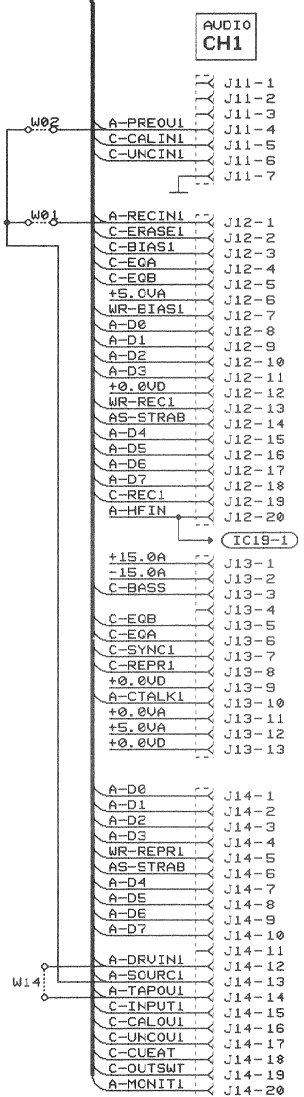 AUDIO
CH1
J11-1
J11-2
J11-3
W02 A-PREOU1 J11-4
C-CALIN1 J11-5
C-UNCIN1 J11-6
J11-7
W01 A-RECIN1 J12-1
C-ERASE1 J12-2
C-BIAS1 J12-3
C-EQA J12-4
C-EQB J12-5
+5.0VA J12-6
WR-BIAS1 J12-7
A-D0 J12-8
A-D1 J12-9
A-D2 J12-10
A-D3 J12-11
+0.0VD J12-12
WR-REC1 J12-13
AS-STRAB J12-14
A-D4 J12-15
A-D5 J12-16
A-D6 J12-17
A-D7 J12-18
C-REC1 J12-19
A-HFIN J12-20
IC19-1
+15.0A J13-1
-15.0A J13-2
C-BASS J13-3
J13-4
C-EQB J13-5
C-EQA J13-6
C-SYNC1 J13-7
C-REPR1 J13-8
+0.0VD J13-9
A-CTALK1 J13-10
+0.0VA J13-11
+5.0VA J13-12
+0.0VD J13-13
A-D0 J14-1
A-D1 J14-2
A-D2 J14-3
A-D3 J14-4
WR-REPR1 J14-5
AS-STRAB J14-6
A-D4 J14-7
A-D5 J14-8
A-D6 J14-9
A-D7 J14-10
J14-11
A-DRVIN1 J14-12
W14 A-SOURC1 J14-13
A-TAPOU1 J14-14
C-INPUT1 J14-15
C-CALOU1 J14-16
C-UNCOU1 J14-17
C-CUEAT J14-18
C-OUTSWT J14-19
A-MONIT1 J14-20